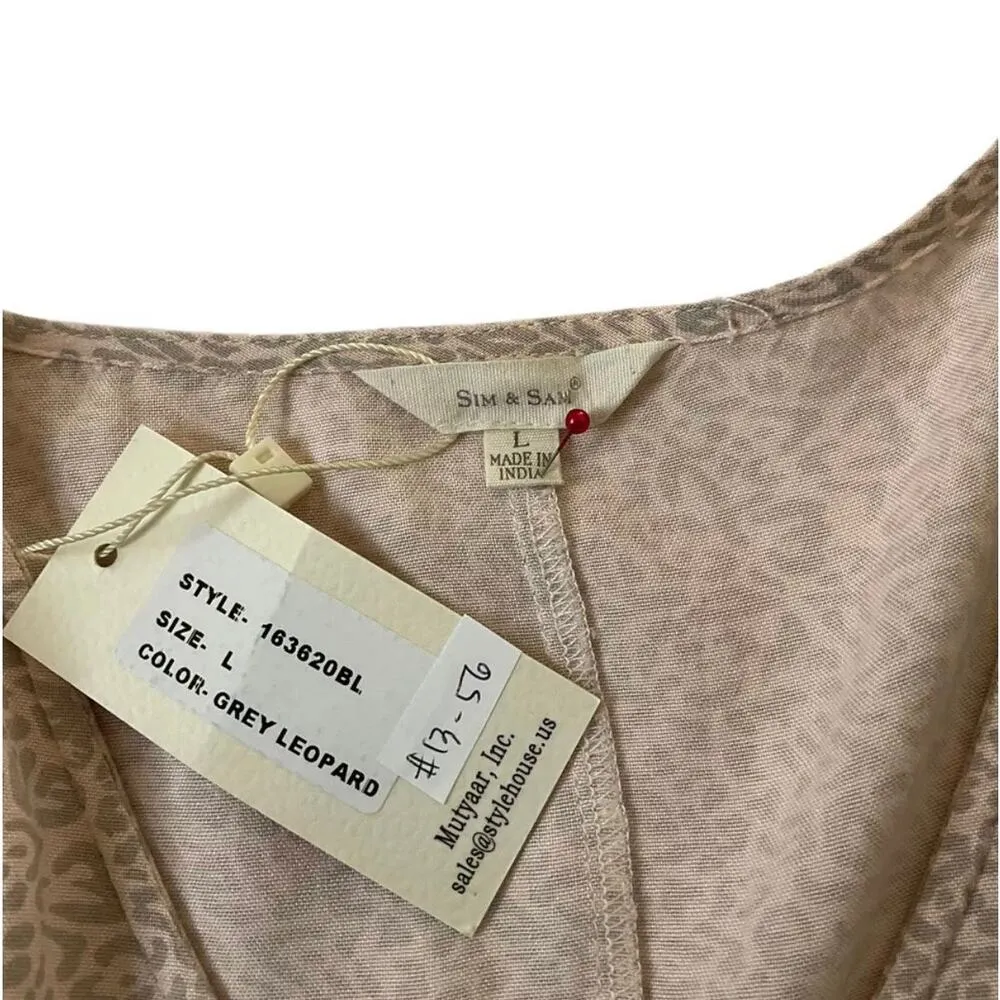 SIM & SAM®
L
MADE IN
INDIA
STYLE- 163620BL
SIZE- L
COLOR- GREY LEOPARD
#13-56
Mutyaar, Inc.
sales@stylehouse.us